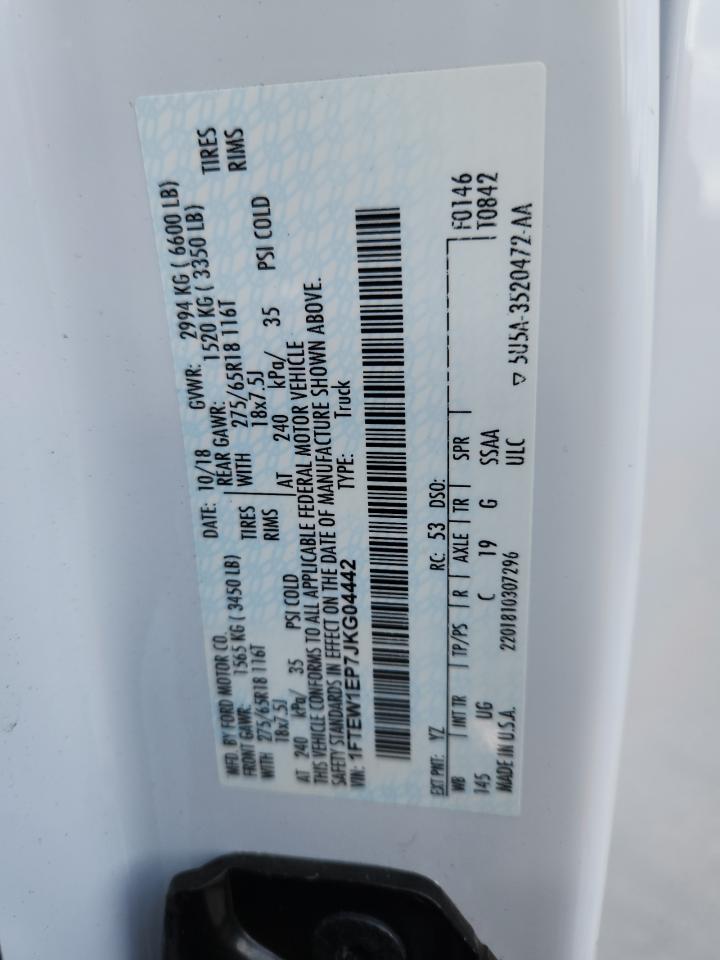 MFD. BY FORD MOTOR CO. DATE: 10/18 GVWR: 2994 KG ( 6600 LB)
FRONT GAWR: 1565 KG ( 3450 LB) REAR GAWR: 1520 KG ( 3350 LB)
WITH 275/65R18 116T TIRES WITH 275/65R18 116T TIRES
18x7.5J RIMS 18x7.5J RIMS
AT 240 kPa/ 35 PSI COLD AT 240 kPa/ 35 PSI COLD
THIS VEHICLE CONFORMS TO ALL APPLICABLE FEDERAL MOTOR VEHICLE
SAFETY STANDARDS IN EFFECT ON THE DATE OF MANUFACTURE SHOWN ABOVE.
VIN: 1FTEW1EP7JKG04442 TYPE: Truck
EXT PNT: YZ RC: 53 DSO:
WB INT TR TP/PS R AXLE TR SPR F0146
145 UG C 19 G SSAA T0842
MADE IN U.S.A. 2201810307296 ULC ▽ 5U5A-3520472-AA